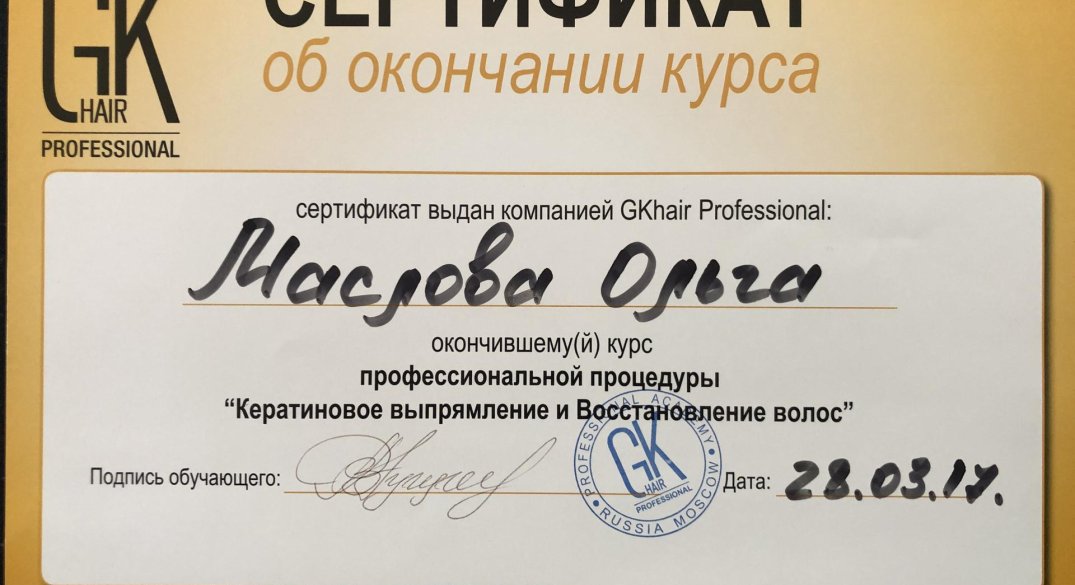 СЕРТИФИКАТ
об окончании курса
GK
HAIR
PROFESSIONAL
сертификат выдан компанией GKhair Professional:
Маслова Ольга
окончившему(й) курс
профессиональной процедуры
“Кератиновое выпрямление и Восстановление волос”
Подпись обучающего:
PROFESSIONAL ACADEMY
GK
HAIR
PROFESSIONAL
RUSSIA MOSCOW
Дата: 28.03.17.